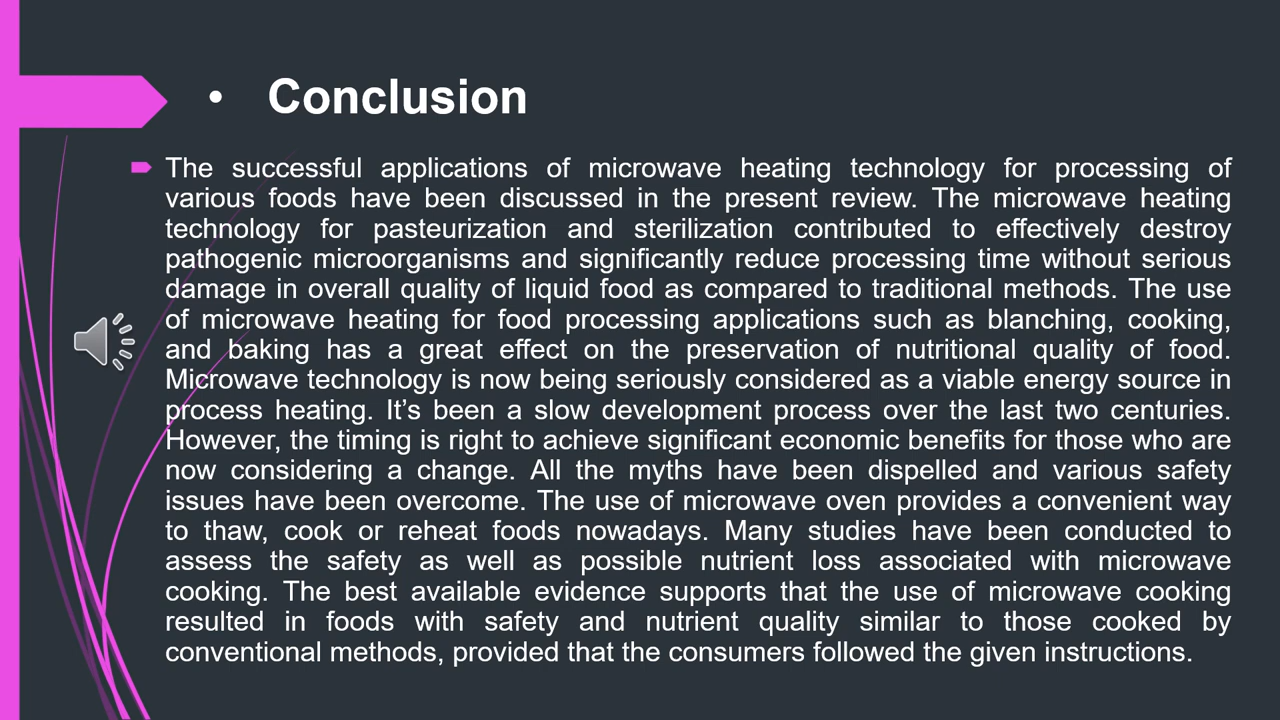 • Conclusion
The successful applications of microwave heating technology for processing of
various foods have been discussed in the present review. The microwave heating
technology for pasteurization and sterilization contributed to effectively destroy
pathogenic microorganisms and significantly reduce processing time without serious
damage in overall quality of liquid food as compared to traditional methods. The use
of microwave heating for food processing applications such as blanching, cooking,
and baking has a great effect on the preservation of nutritional quality of food.
Microwave technology is now being seriously considered as a viable energy source in
process heating. It’s been a slow development process over the last two centuries.
However, the timing is right to achieve significant economic benefits for those who are
now considering a change. All the myths have been dispelled and various safety
issues have been overcome. The use of microwave oven provides a convenient way
to thaw, cook or reheat foods nowadays. Many studies have been conducted to
assess the safety as well as possible nutrient loss associated with microwave
cooking. The best available evidence supports that the use of microwave cooking
resulted in foods with safety and nutrient quality similar to those cooked by
conventional methods, provided that the consumers followed the given instructions.